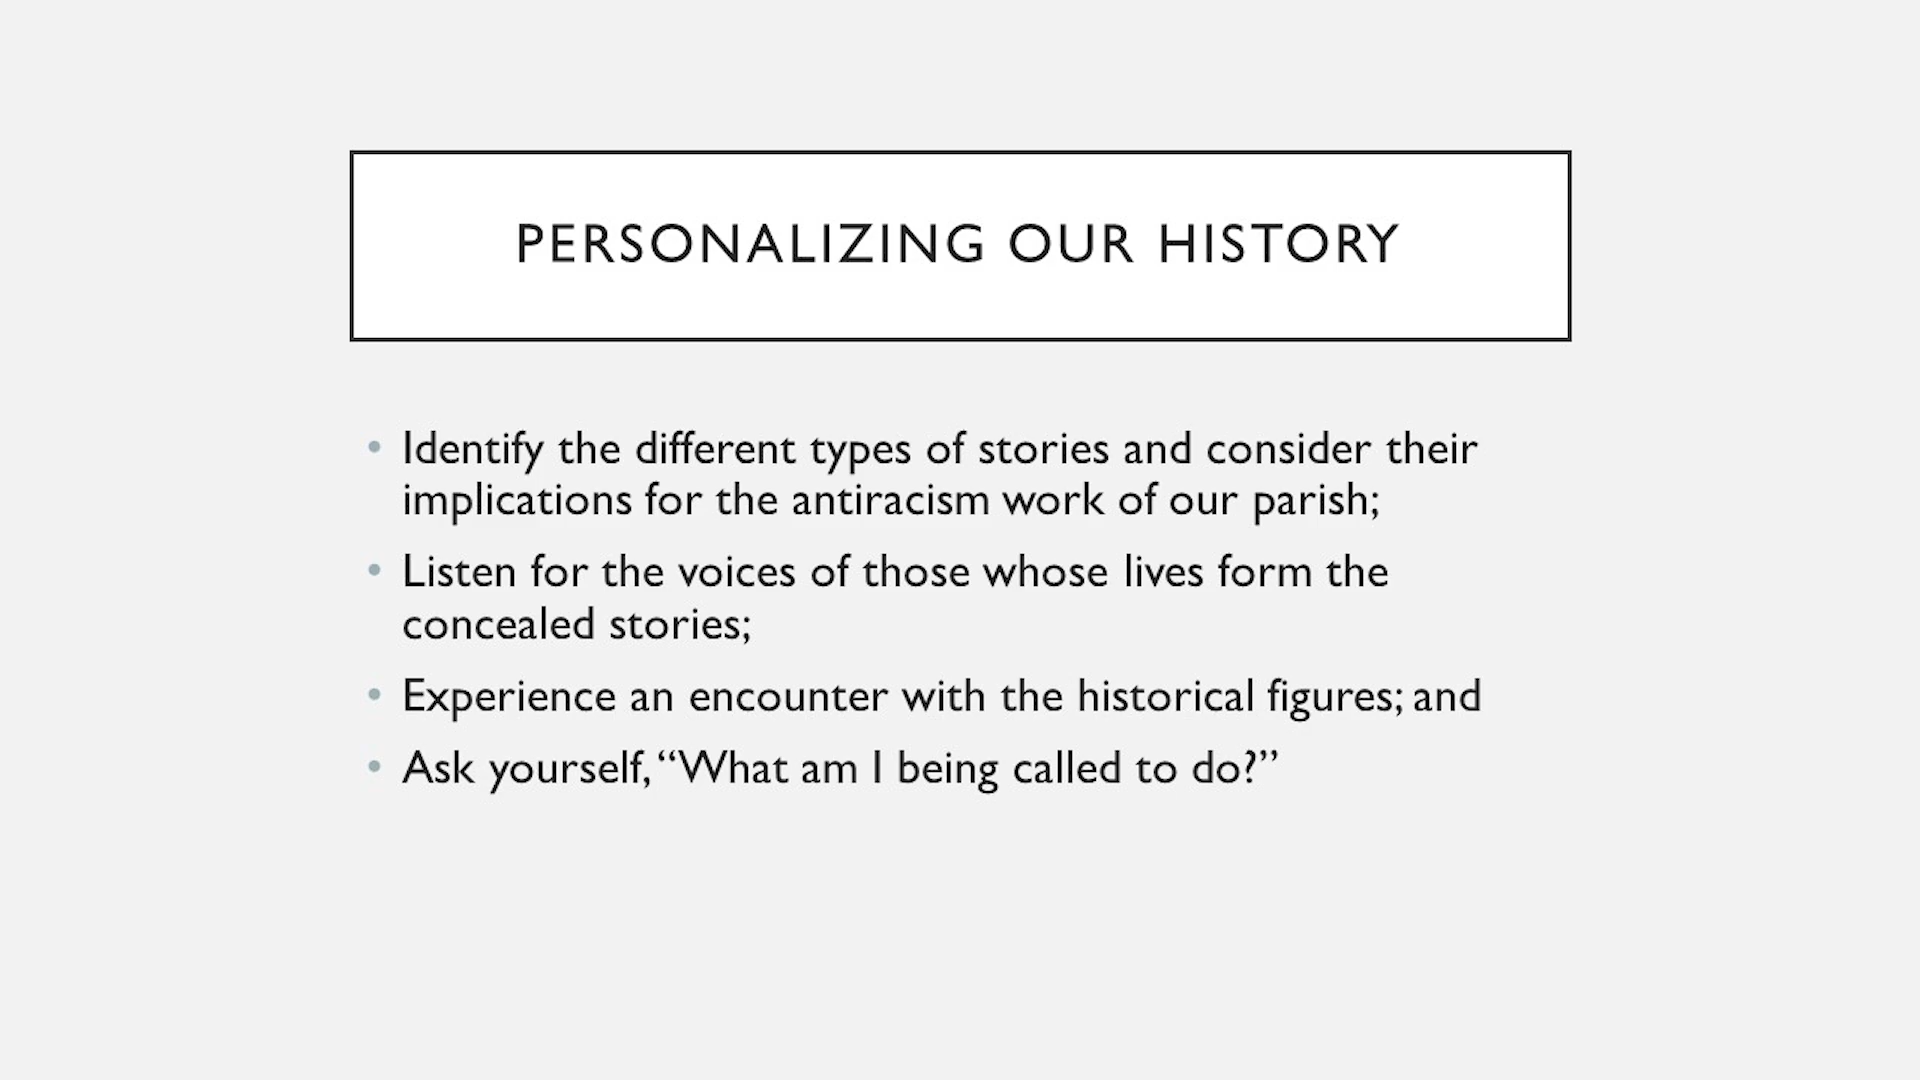 PERSONALIZING OUR HISTORY
• Identify the different types of stories and consider their
implications for the antiracism work of our parish;
• Listen for the voices of those whose lives form the
concealed stories;
• Experience an encounter with the historical figures; and
• Ask yourself, “What am I being called to do?”